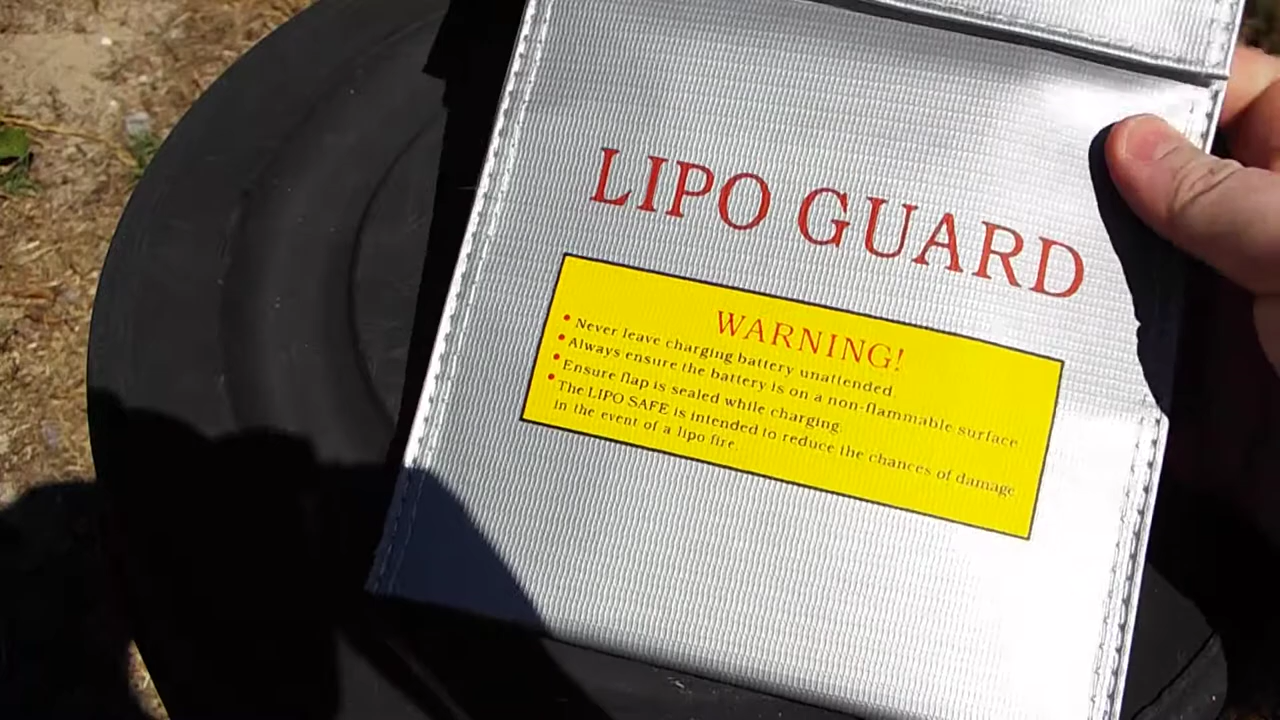 LIPO GUARD
WARNING!
• Never leave charging battery unattended.
• Always ensure the battery is on a non-flammable surface
• Ensure flap is sealed while charging.
• The LIPO SAFE is intended to reduce the chances of damage
in the event of a lipo fire.